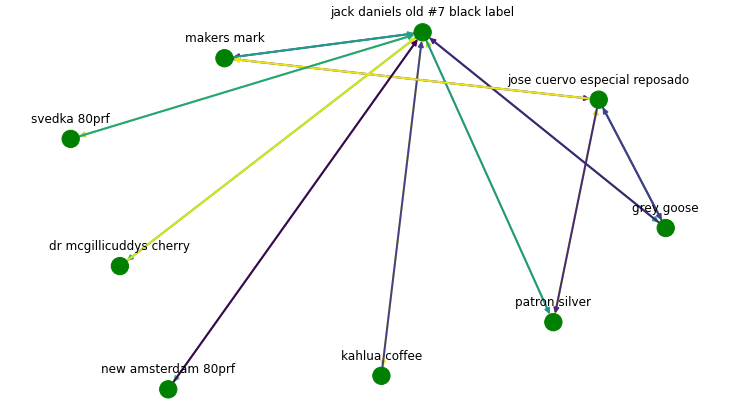 jack daniels old #7 black label
makers mark
jose cuervo especial reposado
svedka 80prf
grey goose
dr mcgillicuddys cherry
patron silver
kahlua coffee
new amsterdam 80prf